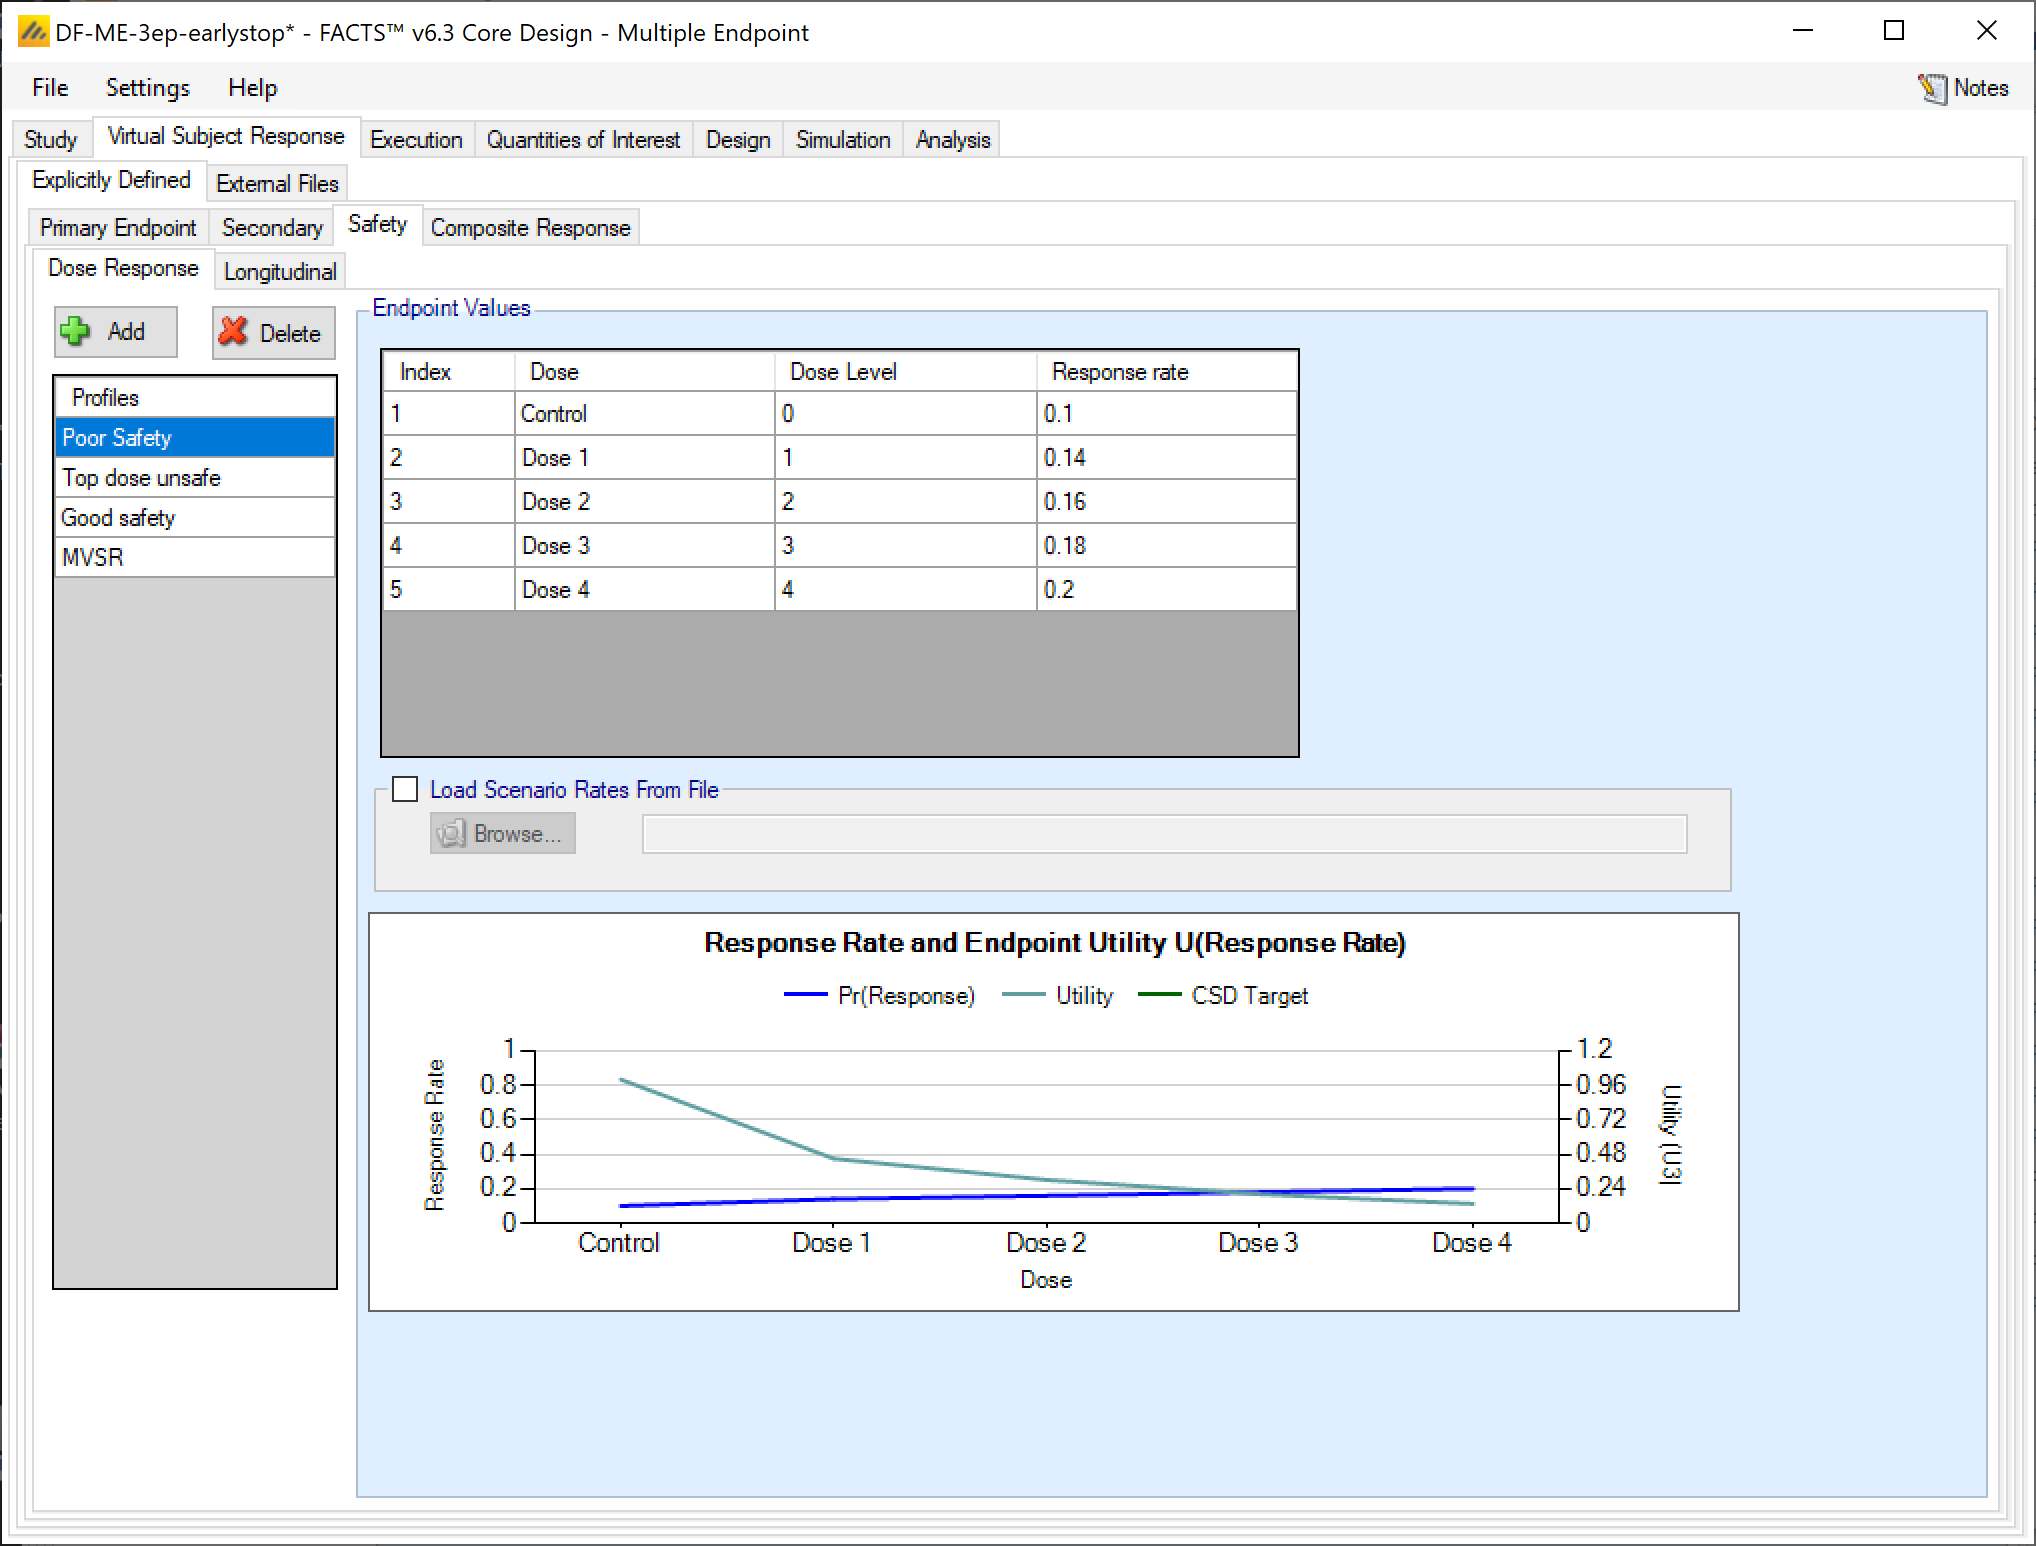 DF-ME-3ep-earlystop* - FACTS™ v6.3 Core Design - Multiple Endpoint
File Settings Help Notes
Study Virtual Subject Response Execution Quantities of Interest Design Simulation Analysis
Explicitly Defined External Files
Primary Endpoint Secondary Safety Composite Response
Dose Response Longitudinal
Add Delete
Profiles
Poor Safety
Top dose unsafe
Good safety
MVSR
Endpoint Values
Index Dose Dose Level Response rate
1 Control 0 0.1
2 Dose 1 1 0.14
3 Dose 2 2 0.16
4 Dose 3 3 0.18
5 Dose 4 4 0.2
Load Scenario Rates From File
Browse...
Response Rate and Endpoint Utility U(Response Rate)
Pr(Response) Utility CSD Target
Response Rate
1
0.8
0.6
0.4
0.2
0
1.2
0.96
0.72
0.48
0.24
0
Utility (U3)
Control Dose 1 Dose 2 Dose 3 Dose 4
Dose